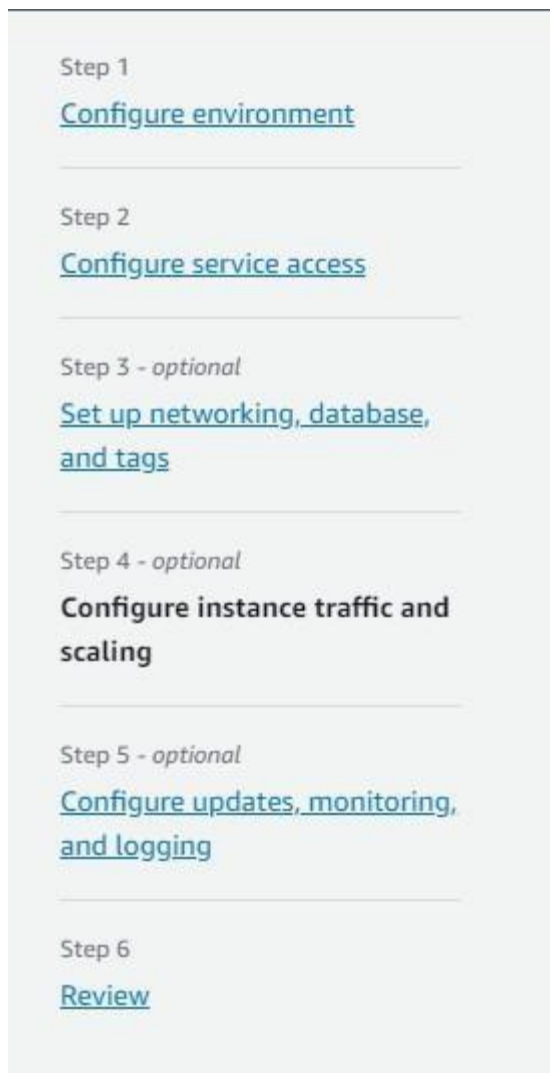 Step 1
Configure environment
Step 2
Configure service access
Step 3 - optional
Set up networking, database,
and tags
Step 4 - optional
Configure instance traffic and
scaling
Step 5 - optional
Configure updates, monitoring,
and logging
Step 6
Review